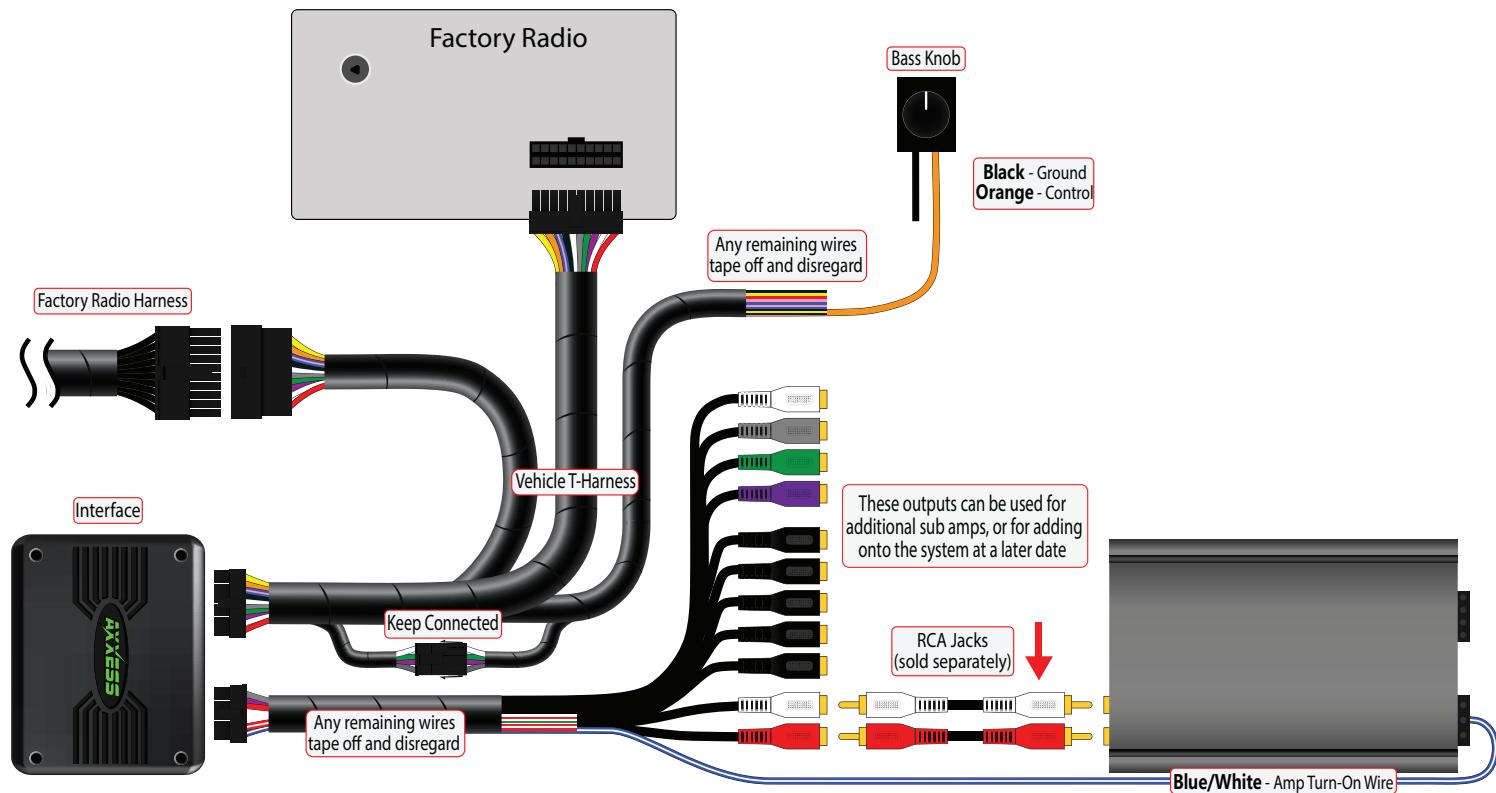 Factory Radio
Bass Knob
Black - Ground
Orange - Control
Any remaining wires
tape off and disregard
Factory Radio Harness
Vehicle T-Harness
Interface
These outputs can be used for
additional sub amps, or for adding
onto the system at a later date
Keep Connected
AXXESS
RCA Jacks
(sold separately)
Any remaining wires
tape off and disregard
Blue/White - Amp Turn-On Wire